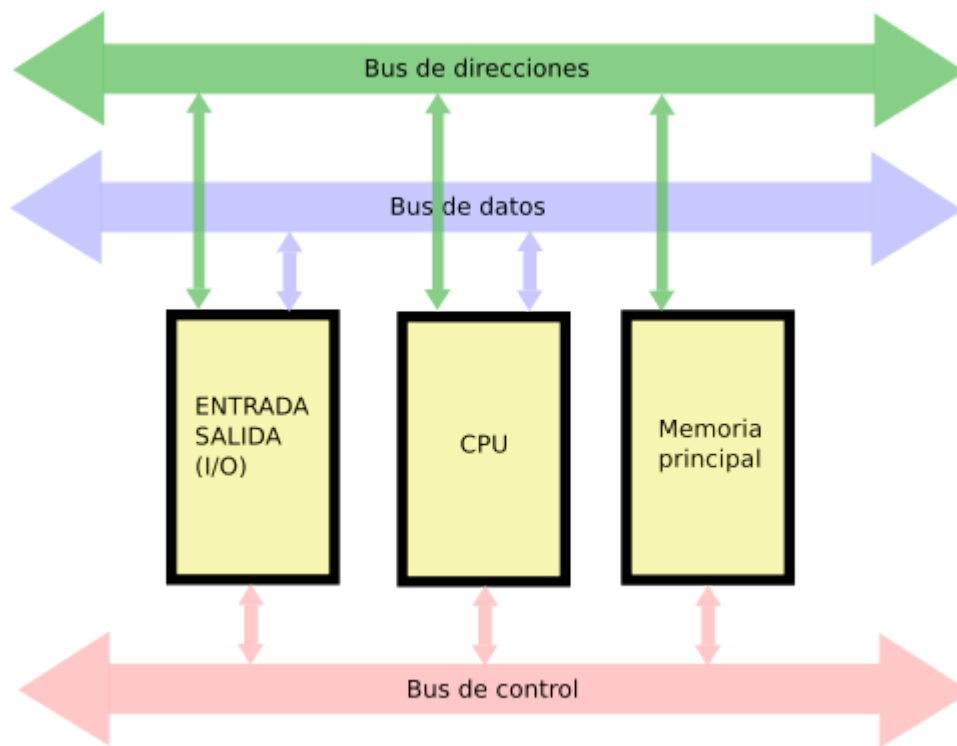 Bus de direcciones
Bus de datos
ENTRADA
SALIDA
(I/O)
CPU
Memoria
principal
Bus de control